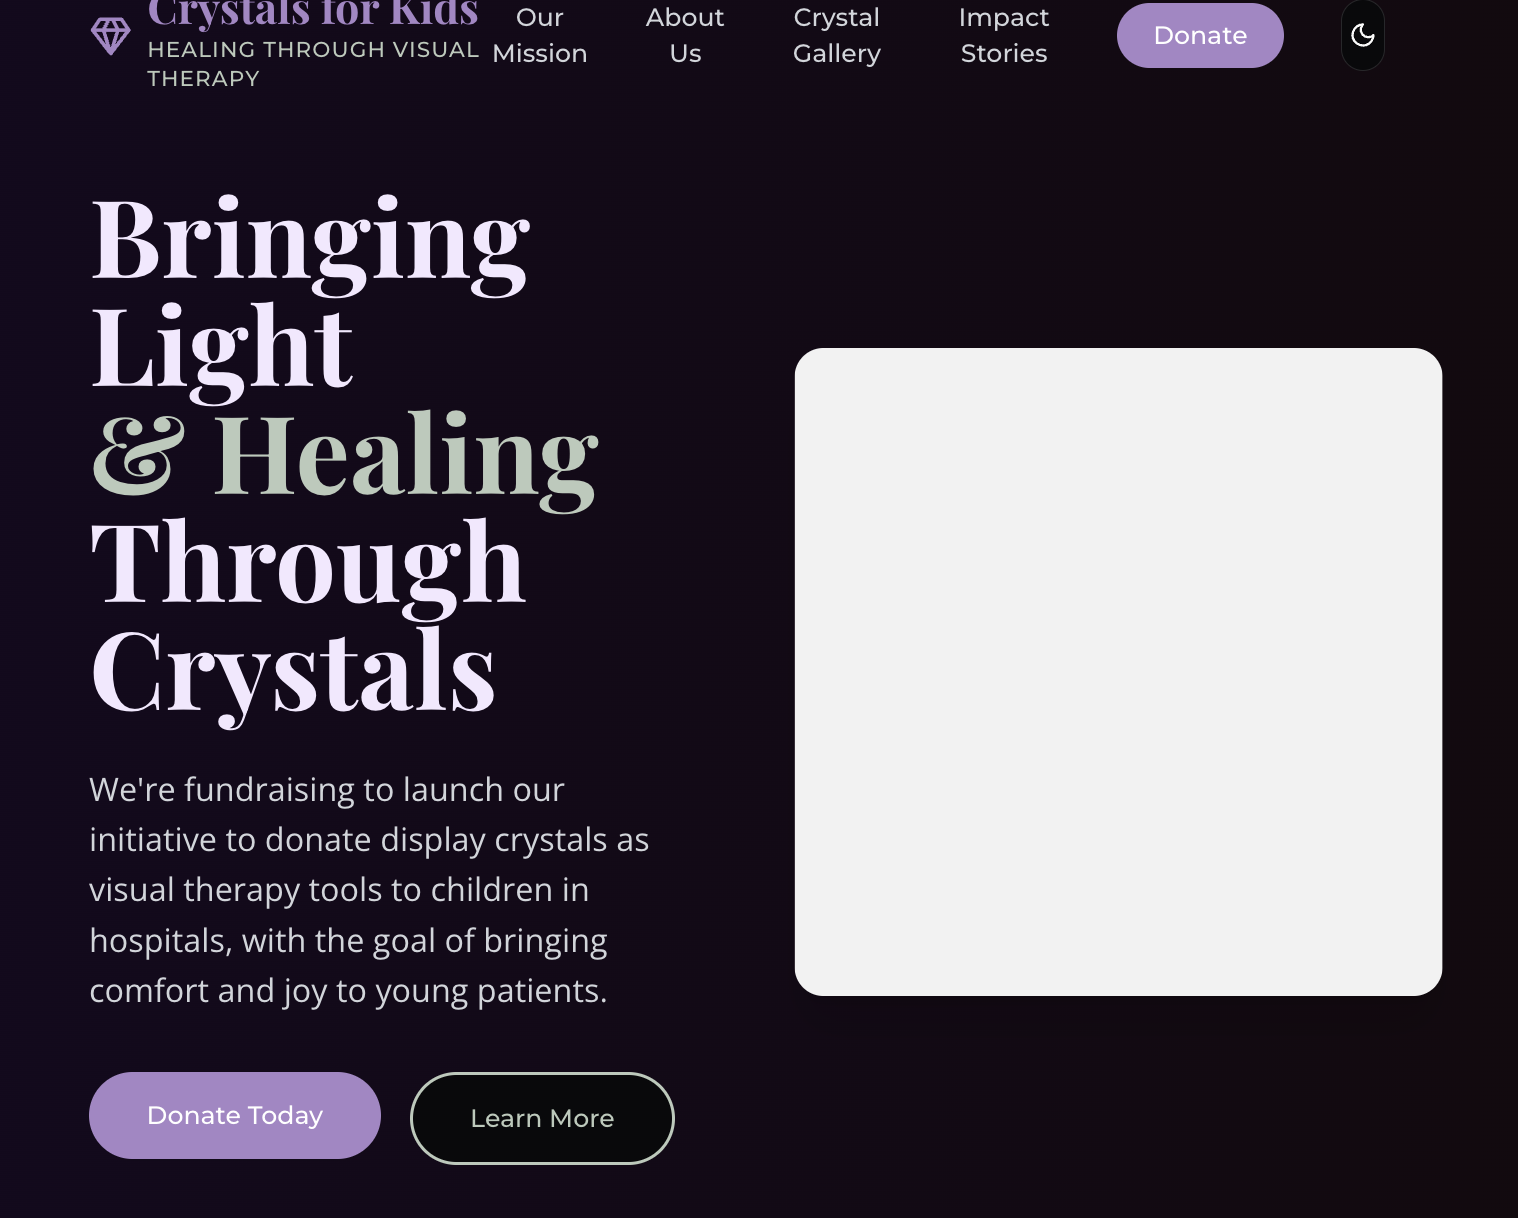 Crystals for Kids
HEALING THROUGH VISUAL
THERAPY
Our
Mission
About
Us
Crystal
Gallery
Impact
Stories
Donate
Bringing
Light
& Healing
Through
Crystals
We're fundraising to launch our
initiative to donate display crystals as
visual therapy tools to children in
hospitals, with the goal of bringing
comfort and joy to young patients.
Donate Today
Learn More